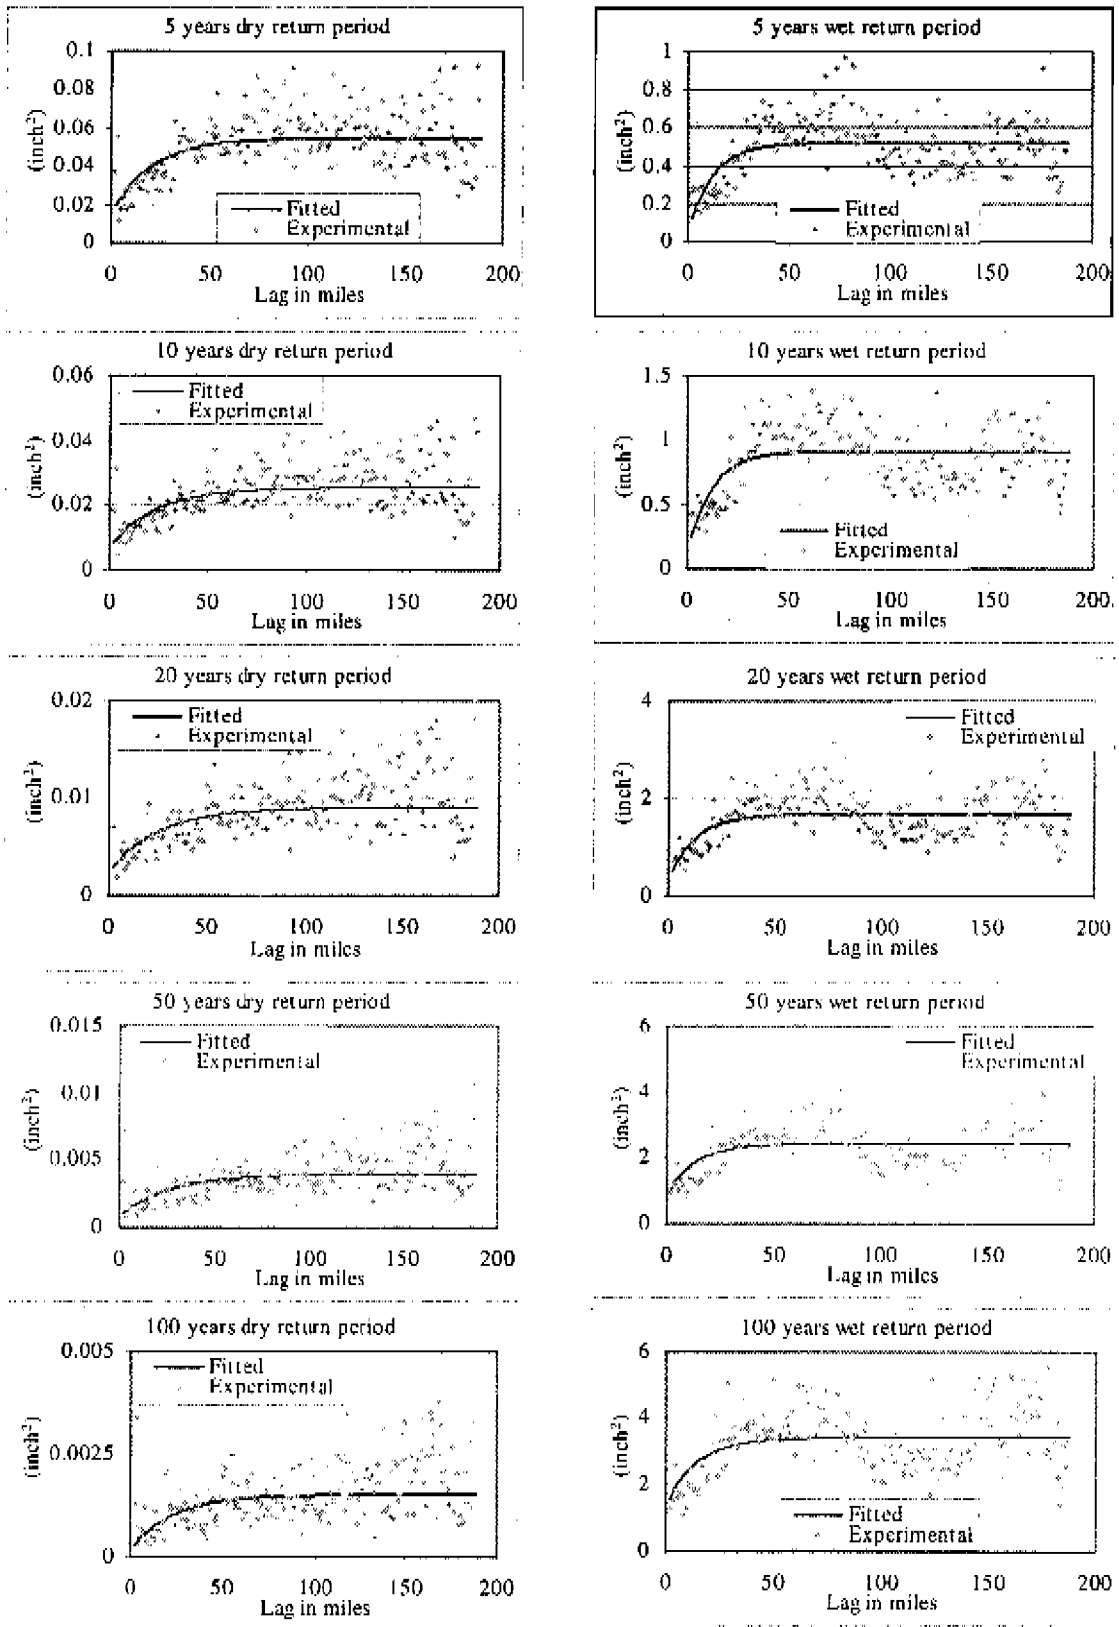 5 years dry return period
0.1
0.08
0.06
0.04
0.02
0
(inch²)
Fitted
Experimental
0 50 100 150 200
Lag in miles
5 years wet return period
1
0.8
0.6
0.4
0.2
0
(inch²)
Fitted
Experimental
0 50 100 150 200
Lag in miles
10 years dry return period
0.06
0.04
0.02
0
(inch²)
Fitted
Experimental
0 50 100 150 200
Lag in miles
10 years wet return period
1.5
1
0.5
0
(inch²)
Fitted
Experimental
0 50 100 150 200
Lag in miles
20 years dry return period
0.02
0.01
0
(inch²)
Fitted
Experimental
0 50 100 150 200
Lag in miles
20 years wet return period
4
2
0
(inch²)
Fitted
Experimental
0 50 100 150 200
Lag in miles
50 years dry return period
0.015
0.01
0.005
0
(inch²)
Fitted
Experimental
0 50 100 150 200
Lag in miles
50 years wet return period
6
4
2
0
(inch²)
Fitted
Experimental
0 50 100 150 200
Lag in miles
100 years dry return period
0.005
0.0025
0
(inch²)
Fitted
Experimental
0 50 100 150 200
Lag in miles
100 years wet return period
6
4
2
0
(inch²)
Fitted
Experimental
0 50 100 150 200
Lag in miles